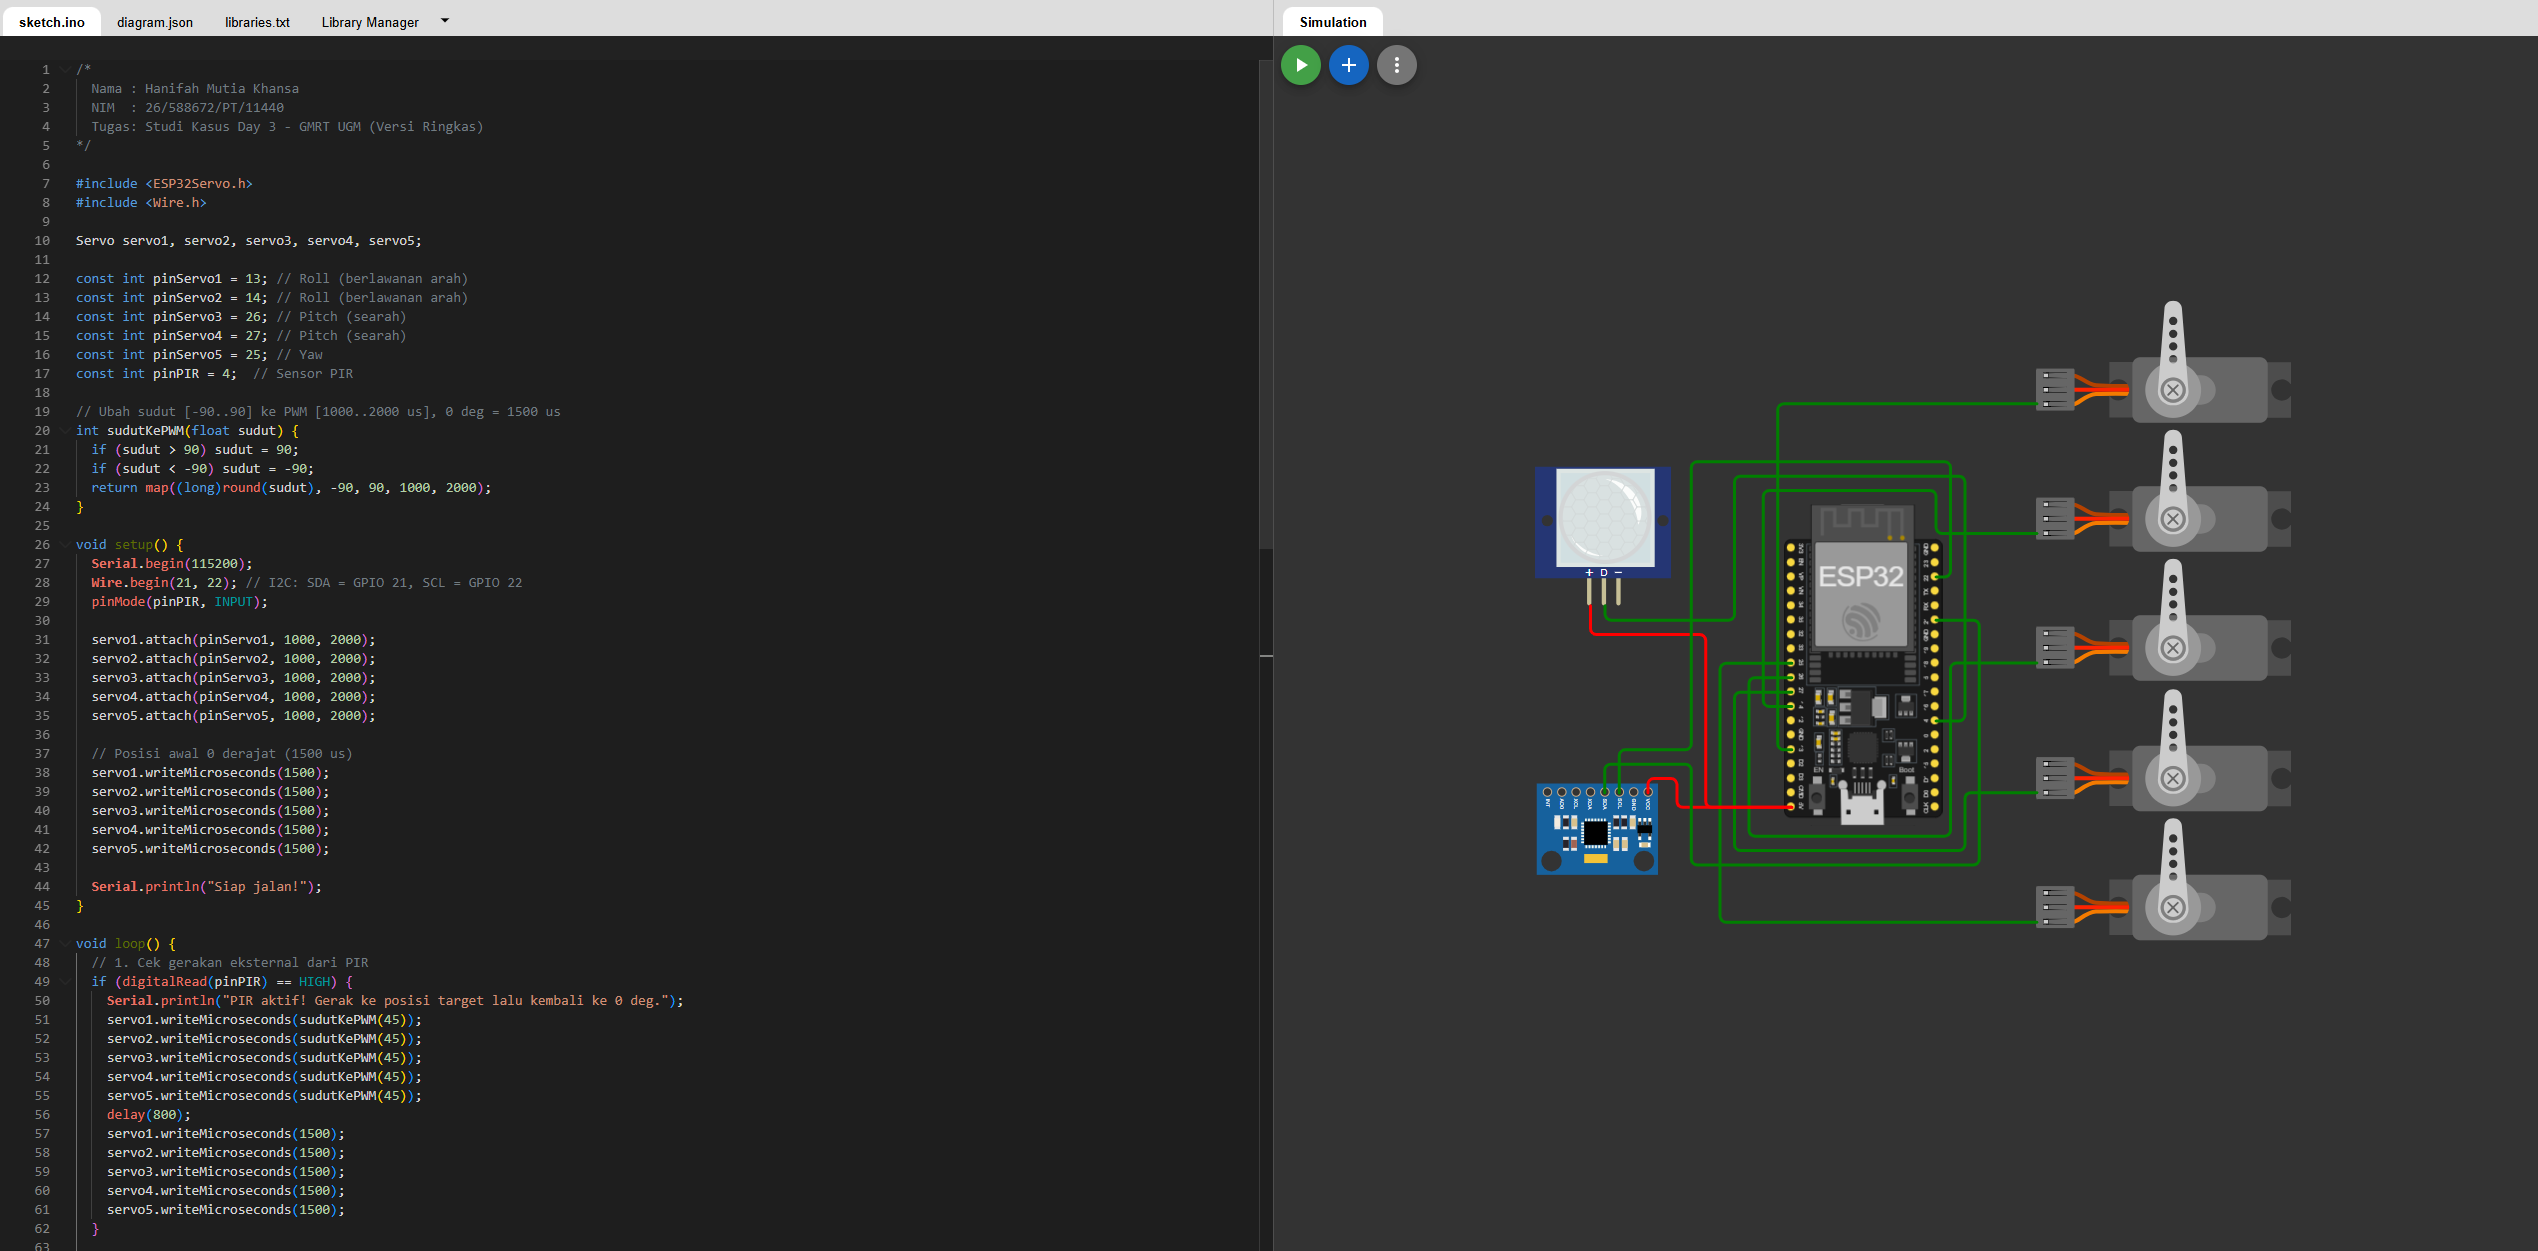 sketch.ino diagram.json libraries.txt Library Manager
Simulation
1 /*
2 Nama : Hanifah Mutia Khansa
3 NIM  : 26/588672/PT/11440
4 Tugas: Studi Kasus Day 3 - GMRT UGM (Versi Ringkas)
5 */
6
7 #include <ESP32Servo.h>
8 #include <Wire.h>
9
10 Servo servo1, servo2, servo3, servo4, servo5;
11
12 const int pinServo1 = 13; // Roll (berlawanan arah)
13 const int pinServo2 = 14; // Roll (berlawanan arah)
14 const int pinServo3 = 26; // Pitch (searah)
15 const int pinServo4 = 27; // Pitch (searah)
16 const int pinServo5 = 25; // Yaw
17 const int pinPIR = 4;  // Sensor PIR
18
19 // Ubah sudut [-90..90] ke PWM [1000..2000 us], 0 deg = 1500 us
20 int sudutKePWM(float sudut) {
21 if (sudut > 90) sudut = 90;
22 if (sudut < -90) sudut = -90;
23 return map((long)round(sudut), -90, 90, 1000, 2000);
24 }
25
26 void setup() {
27 Serial.begin(115200);
28 Wire.begin(21, 22); // I2C: SDA = GPIO 21, SCL = GPIO 22
29 pinMode(pinPIR, INPUT);
30
31 servo1.attach(pinServo1, 1000, 2000);
32 servo2.attach(pinServo2, 1000, 2000);
33 servo3.attach(pinServo3, 1000, 2000);
34 servo4.attach(pinServo4, 1000, 2000);
35 servo5.attach(pinServo5, 1000, 2000);
36
37 // Posisi awal 0 derajat (1500 us)
38 servo1.writeMicroseconds(1500);
39 servo2.writeMicroseconds(1500);
40 servo3.writeMicroseconds(1500);
41 servo4.writeMicroseconds(1500);
42 servo5.writeMicroseconds(1500);
43
44 Serial.println("Siap jalan!");
45 }
46
47 void loop() {
48 // 1. Cek gerakan eksternal dari PIR
49 if (digitalRead(pinPIR) == HIGH) {
50 Serial.println("PIR aktif! Gerak ke posisi target lalu kembali ke 0 deg.");
51 servo1.writeMicroseconds(sudutKePWM(45));
52 servo2.writeMicroseconds(sudutKePWM(45));
53 servo3.writeMicroseconds(sudutKePWM(45));
54 servo4.writeMicroseconds(sudutKePWM(45));
55 servo5.writeMicroseconds(sudutKePWM(45));
56 delay(800);
57 servo1.writeMicroseconds(1500);
58 servo2.writeMicroseconds(1500);
59 servo3.writeMicroseconds(1500);
60 servo4.writeMicroseconds(1500);
61 servo5.writeMicroseconds(1500);
62 }
63
+ D −
ESP32
EN Boot
INT AD0 XCL XDA SDA SCL GND VCC